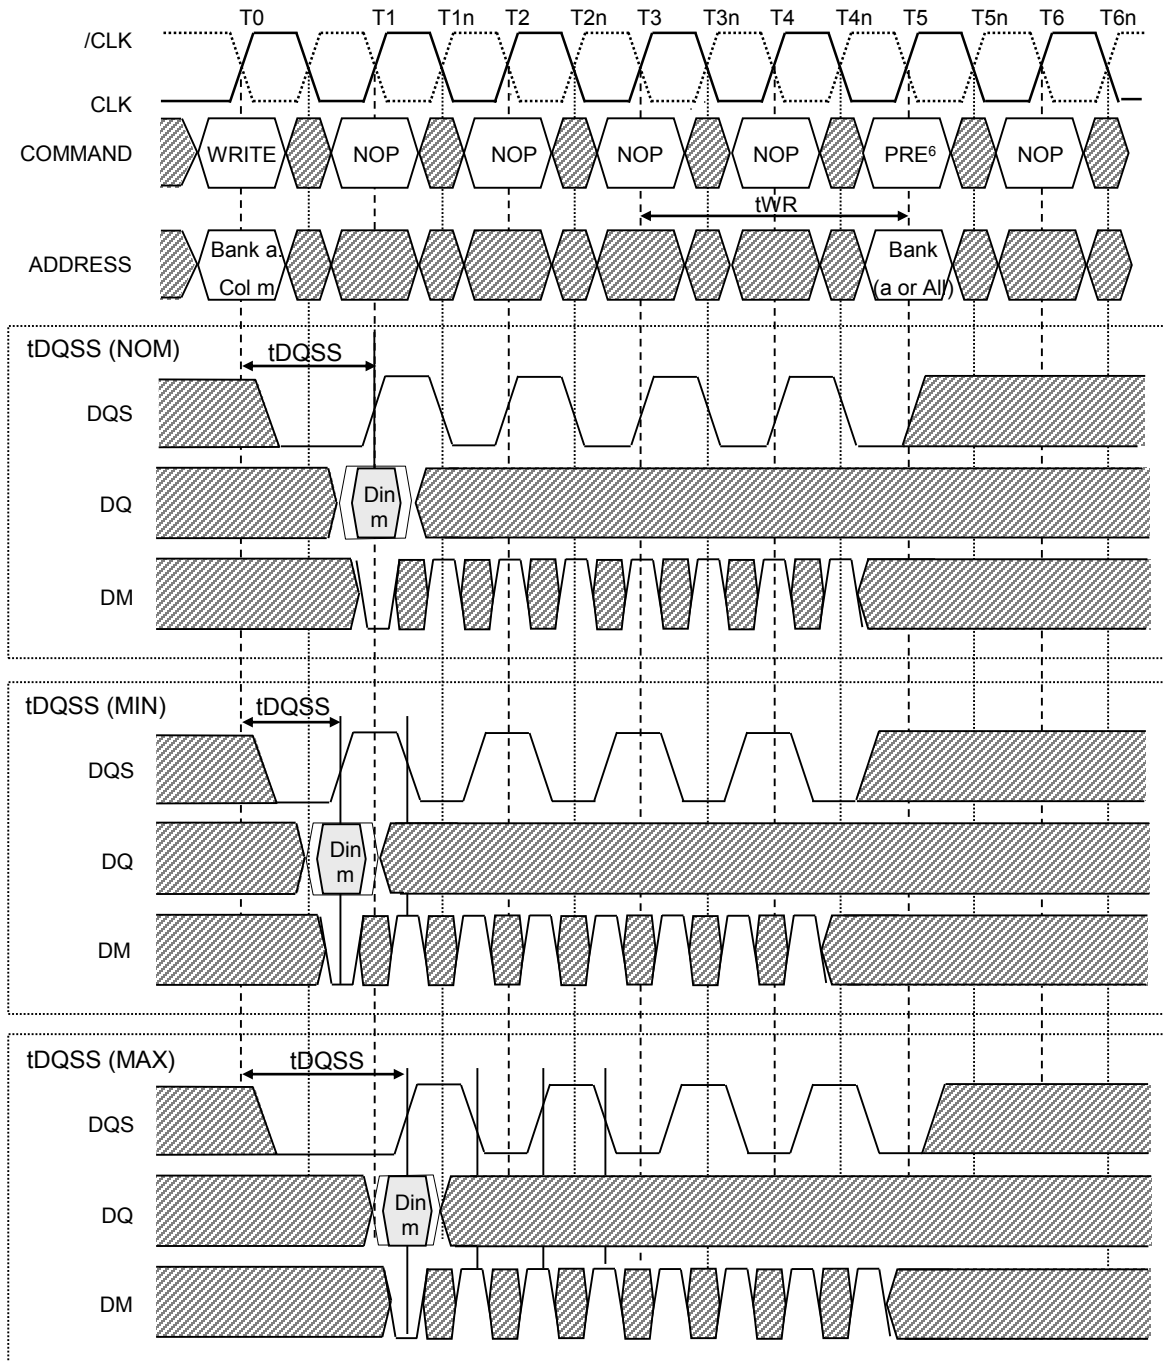 T0 T1 T1n T2 T2n T3 T3n T4 T4n T5 T5n T6 T6n
/CLK
CLK
COMMAND WRITE NOP NOP NOP NOP PRE⁶ NOP
tWR
ADDRESS Bank a. Bank
Col m (a or All)
tDQSS (NOM) tDQSS
DQS
DQ Din
m
DM
tDQSS (MIN) tDQSS
DQS
DQ Din
m
DM
tDQSS (MAX) tDQSS
DQS
DQ Din
m
DM